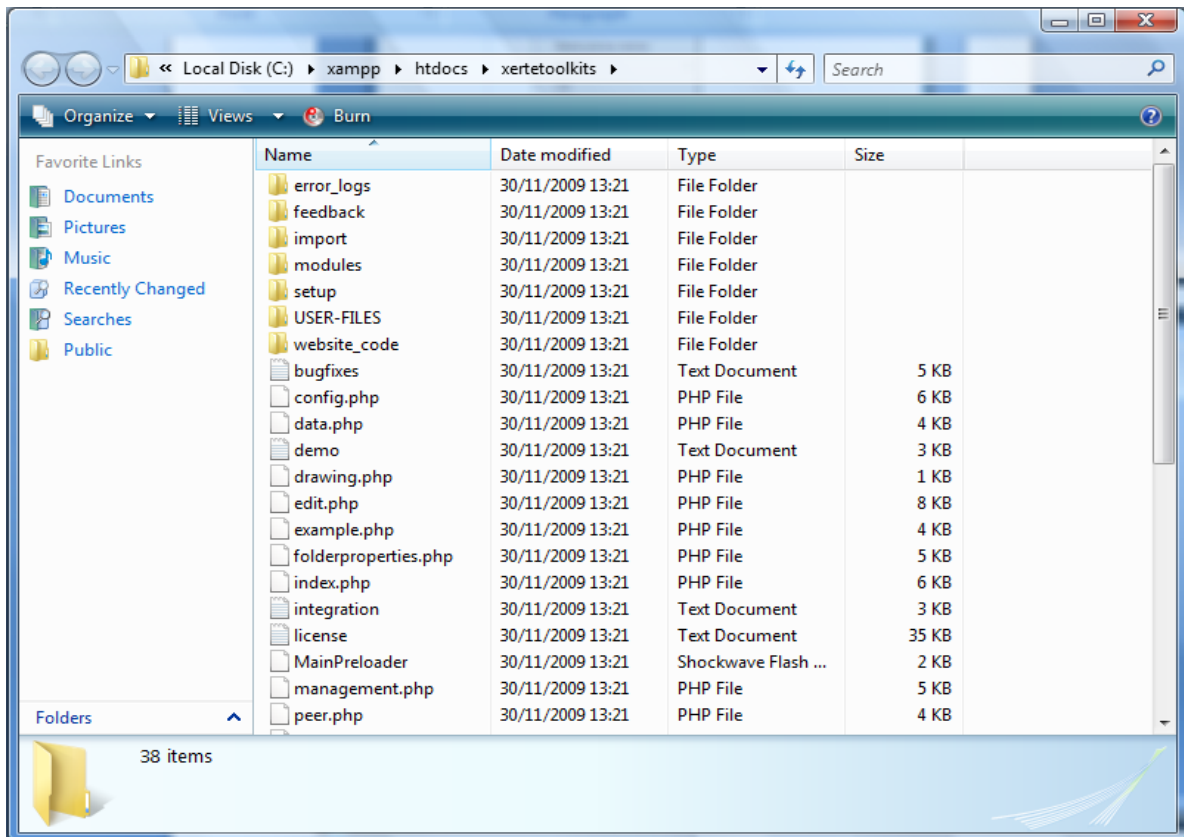 « Local Disk (C:) ▸ xampp ▸ htdocs ▸ xertetoolkits ▸ Search
Organize Views Burn
Favorite Links
Documents
Pictures
Music
Recently Changed
Searches
Public
Folders
Name Date modified Type Size
error_logs 30/11/2009 13:21 File Folder
feedback 30/11/2009 13:21 File Folder
import 30/11/2009 13:21 File Folder
modules 30/11/2009 13:21 File Folder
setup 30/11/2009 13:21 File Folder
USER-FILES 30/11/2009 13:21 File Folder
website_code 30/11/2009 13:21 File Folder
bugfixes 30/11/2009 13:21 Text Document 5 KB
config.php 30/11/2009 13:21 PHP File 6 KB
data.php 30/11/2009 13:21 PHP File 4 KB
demo 30/11/2009 13:21 Text Document 3 KB
drawing.php 30/11/2009 13:21 PHP File 1 KB
edit.php 30/11/2009 13:21 PHP File 8 KB
example.php 30/11/2009 13:21 PHP File 4 KB
folderproperties.php 30/11/2009 13:21 PHP File 5 KB
index.php 30/11/2009 13:21 PHP File 6 KB
integration 30/11/2009 13:21 Text Document 3 KB
license 30/11/2009 13:21 Text Document 35 KB
MainPreloader 30/11/2009 13:21 Shockwave Flash ... 2 KB
management.php 30/11/2009 13:21 PHP File 5 KB
peer.php 30/11/2009 13:21 PHP File 4 KB
38 items